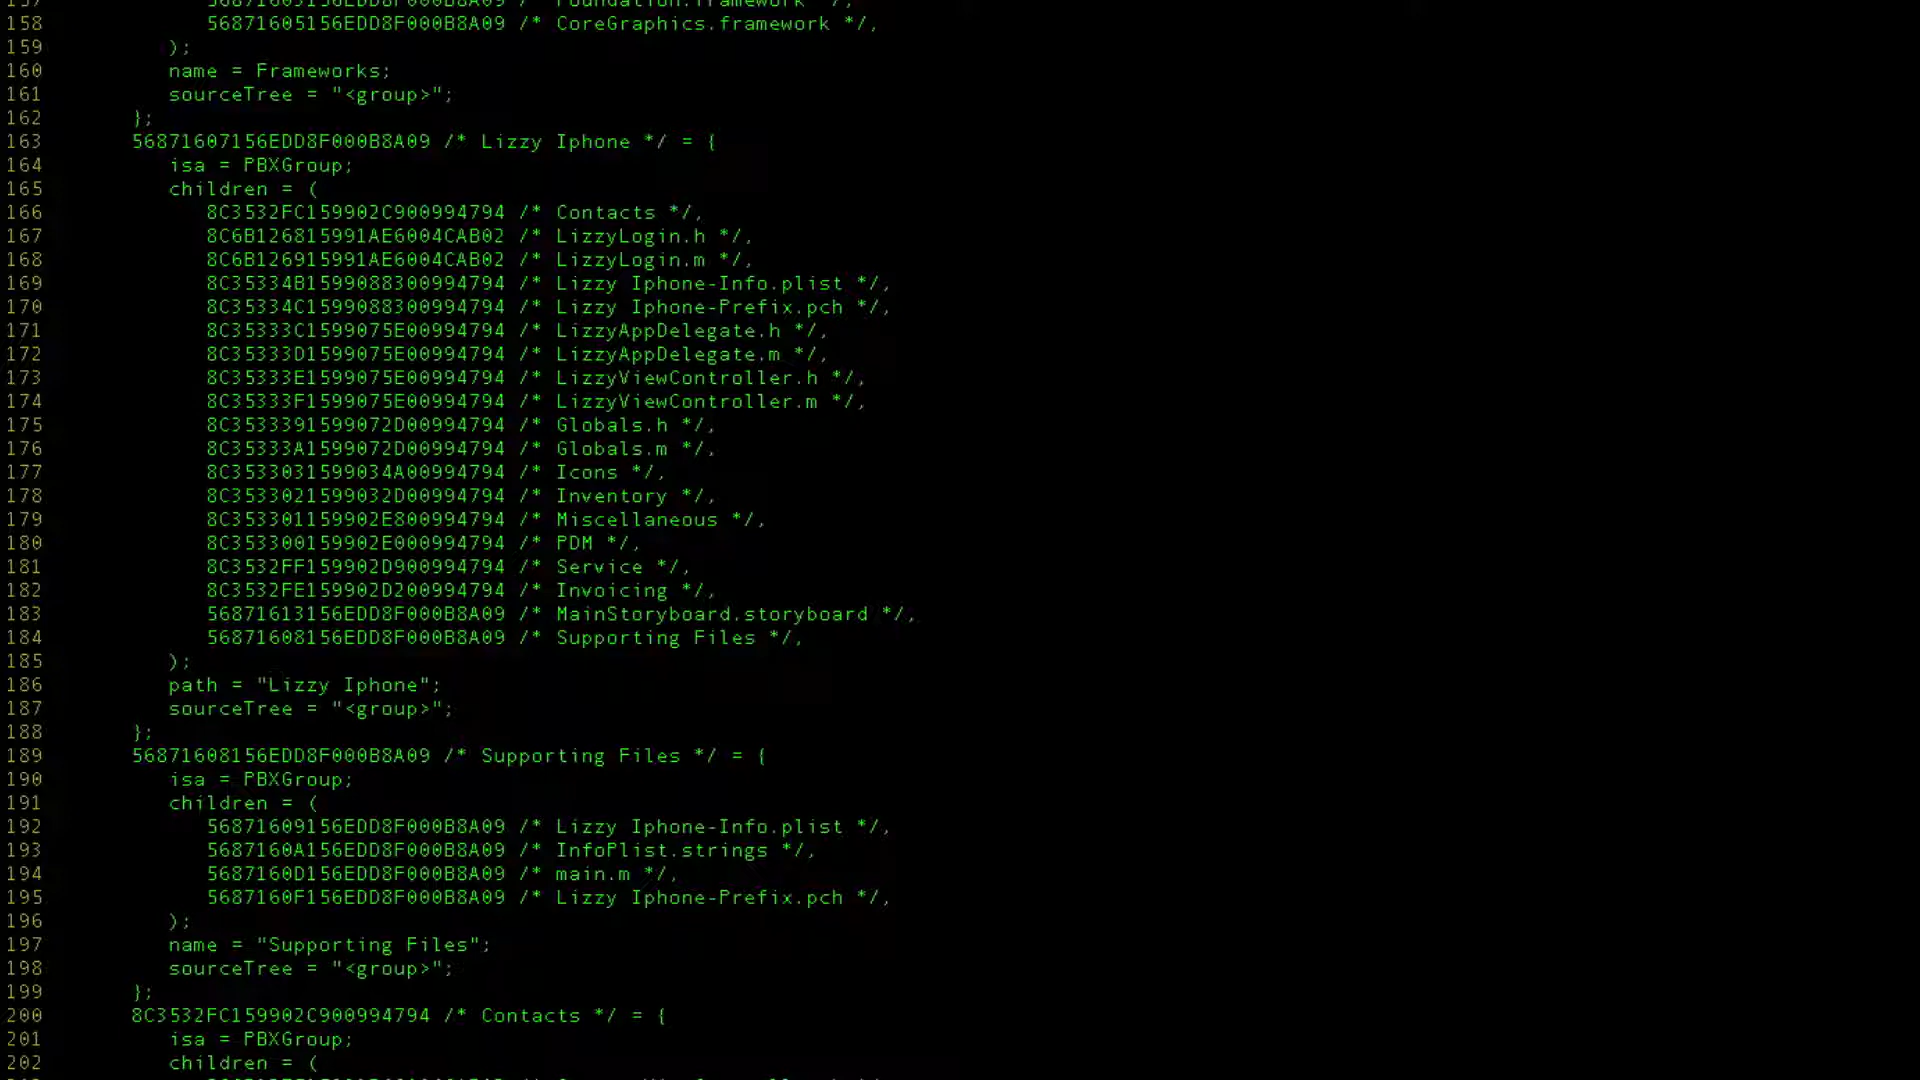 157 56871603156EDD8F000B8A09 /* Foundation.framework */,
158 56871605156EDD8F000B8A09 /* CoreGraphics.framework */,
159 );
160 name = Frameworks;
161 sourceTree = "<group>";
162 };
163 56871607156EDD8F000B8A09 /* Lizzy Iphone */ = {
164 isa = PBXGroup;
165 children = (
166 8C3532FC159902C900994794 /* Contacts */,
167 8C6B126815991AE6004CAB02 /* LizzyLogin.h */,
168 8C6B126915991AE6004CAB02 /* LizzyLogin.m */,
169 8C35334B1599088300994794 /* Lizzy Iphone-Info.plist */,
170 8C35334C1599088300994794 /* Lizzy Iphone-Prefix.pch */,
171 8C35333C1599075E00994794 /* LizzyAppDelegate.h */,
172 8C35333D1599075E00994794 /* LizzyAppDelegate.m */,
173 8C35333E1599075E00994794 /* LizzyViewController.h */,
174 8C35333F1599075E00994794 /* LizzyViewController.m */,
175 8C3533391599072D00994794 /* Globals.h */,
176 8C35333A1599072D00994794 /* Globals.m */,
177 8C3533031599034A00994794 /* Icons */,
178 8C3533021599032D00994794 /* Inventory */,
179 8C353301159902E800994794 /* Miscellaneous */,
180 8C353300159902E000994794 /* PDM */,
181 8C3532FF159902D900994794 /* Service */,
182 8C3532FE159902D200994794 /* Invoicing */,
183 56871613156EDD8F000B8A09 /* MainStoryboard.storyboard */,
184 56871608156EDD8F000B8A09 /* Supporting Files */,
185 );
186 path = "Lizzy Iphone";
187 sourceTree = "<group>";
188 };
189 56871608156EDD8F000B8A09 /* Supporting Files */ = {
190 isa = PBXGroup;
191 children = (
192 56871609156EDD8F000B8A09 /* Lizzy Iphone-Info.plist */,
193 5687160A156EDD8F000B8A09 /* InfoPlist.strings */,
194 5687160D156EDD8F000B8A09 /* main.m */,
195 5687160F156EDD8F000B8A09 /* Lizzy Iphone-Prefix.pch */,
196 );
197 name = "Supporting Files";
198 sourceTree = "<group>";
199 };
200 8C3532FC159902C900994794 /* Contacts */ = {
201 isa = PBXGroup;
202 children = (